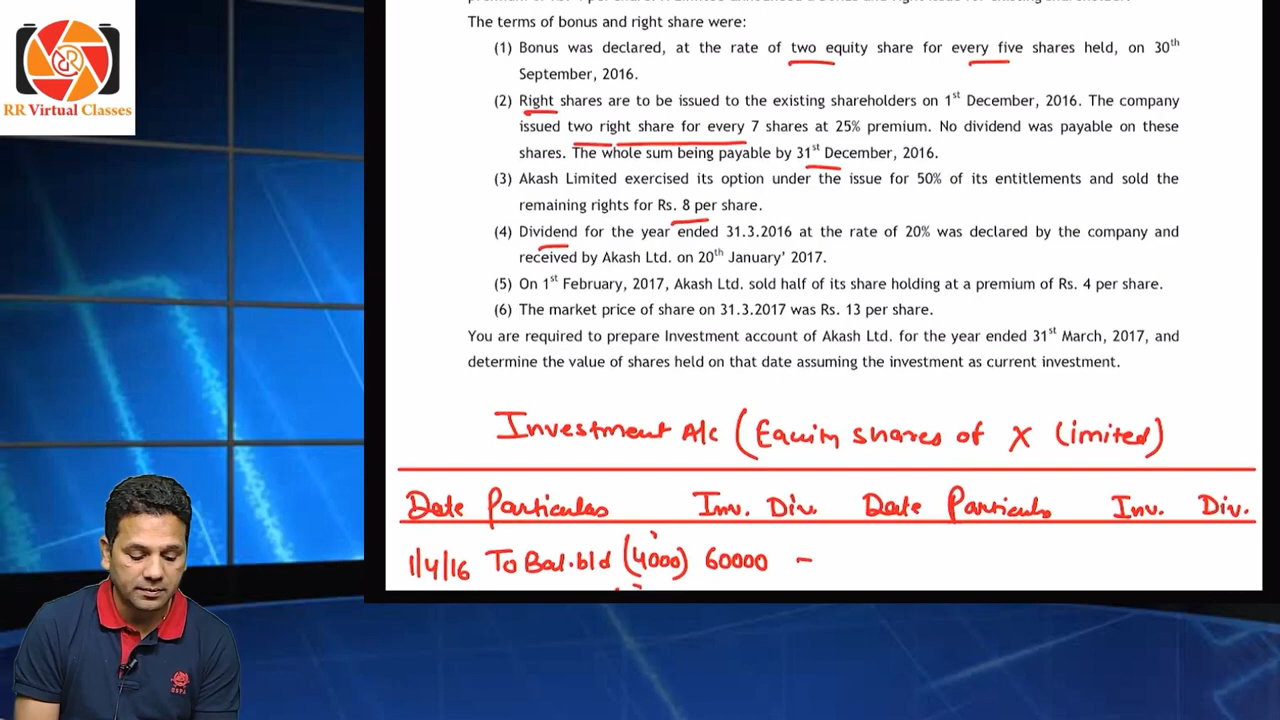 RR Virtual Classes
The terms of bonus and right share were:
(1) Bonus was declared, at the rate of two equity share for every five shares held, on 30th
September, 2016.
(2) Right shares are to be issued to the existing shareholders on 1st December, 2016. The company
issued two right share for every 7 shares at 25% premium. No dividend was payable on these
shares. The whole sum being payable by 31st December, 2016.
(3) Akash Limited exercised its option under the issue for 50% of its entitlements and sold the
remaining rights for Rs. 8 per share.
(4) Dividend for the year ended 31.3.2016 at the rate of 20% was declared by the company and
received by Akash Ltd. on 20th January' 2017.
(5) On 1st February, 2017, Akash Ltd. sold half of its share holding at a premium of Rs. 4 per share.
(6) The market price of share on 31.3.2017 was Rs. 13 per share.
You are required to prepare Investment account of Akash Ltd. for the year ended 31st March, 2017, and
determine the value of shares held on that date assuming the investment as current investment.
Investment A/c (Equity shares of X Limited)
Date Particulas Inv. Div. Date Particuls Inv. Div.
1/4/16 To Bal. b/d (4000) 60000 –